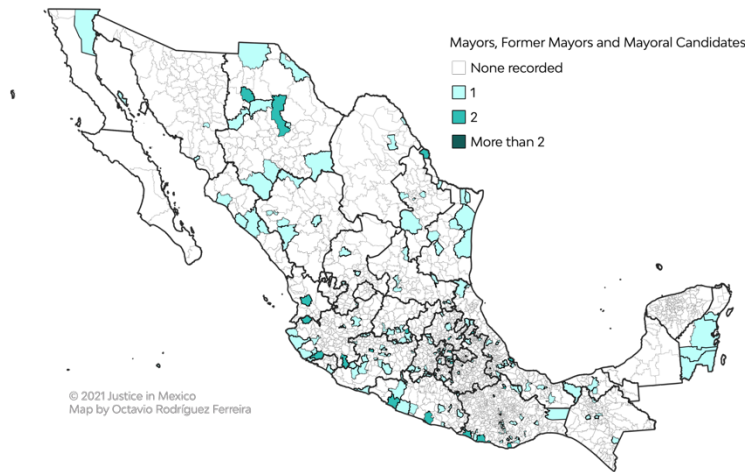 Mayors, Former Mayors and Mayoral Candidates
None recorded
1
2
More than 2
© 2021 Justice in Mexico
Map by Octavio Rodríguez Ferreira